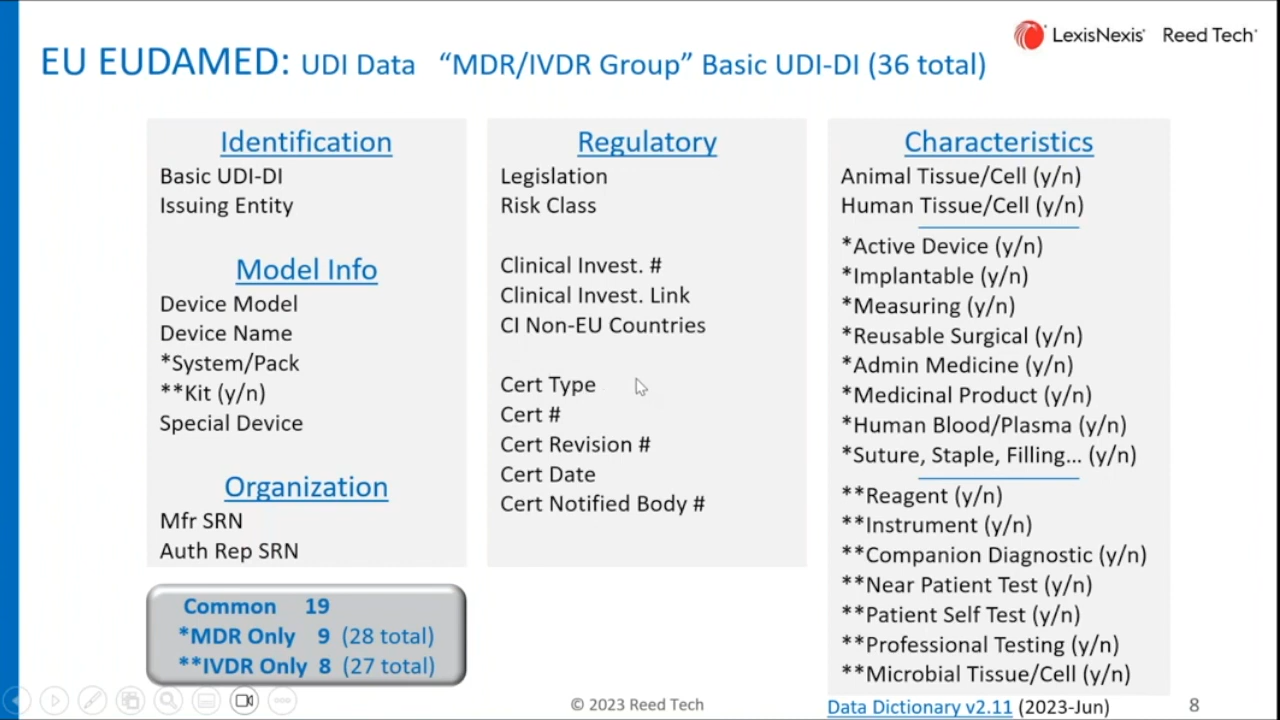 EU EUDAMED: UDI Data "MDR/IVDR Group" Basic UDI-DI (36 total)
LexisNexis® Reed Tech®
Identification
Basic UDI-DI
Issuing Entity
Model Info
Device Model
Device Name
*System/Pack
**Kit (y/n)
Special Device
Organization
Mfr SRN
Auth Rep SRN
Common 19
*MDR Only 9 (28 total)
**IVDR Only 8 (27 total)
Regulatory
Legislation
Risk Class
Clinical Invest. #
Clinical Invest. Link
CI Non-EU Countries
Cert Type
Cert #
Cert Revision #
Cert Date
Cert Notified Body #
Characteristics
Animal Tissue/Cell (y/n)
Human Tissue/Cell (y/n)
*Active Device (y/n)
*Implantable (y/n)
*Measuring (y/n)
*Reusable Surgical (y/n)
*Admin Medicine (y/n)
*Medicinal Product (y/n)
*Human Blood/Plasma (y/n)
*Suture, Staple, Filling... (y/n)
**Reagent (y/n)
**Instrument (y/n)
**Companion Diagnostic (y/n)
**Near Patient Test (y/n)
**Patient Self Test (y/n)
**Professional Testing (y/n)
**Microbial Tissue/Cell (y/n)
© 2023 Reed Tech
Data Dictionary v2.11 (2023-Jun)
8